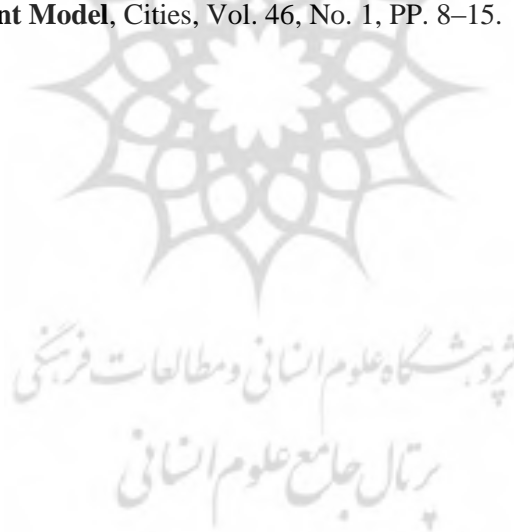 nt Model, Cities, Vol. 46, No. 1, PP. 8–15.
پژوهشگاه علوم انسانی و مطالعات فرهنگی
پرتال جامع علوم انسانی